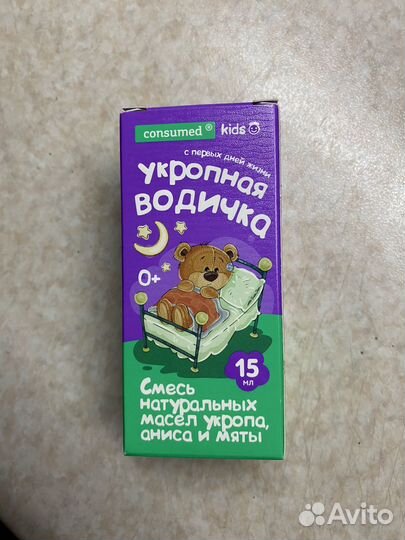 consumed® kids
с первых дней жизни
укропная
водичка
0+
15
мл
Смесь
натуральных
масел укропа,
аниса и мяты
Avito